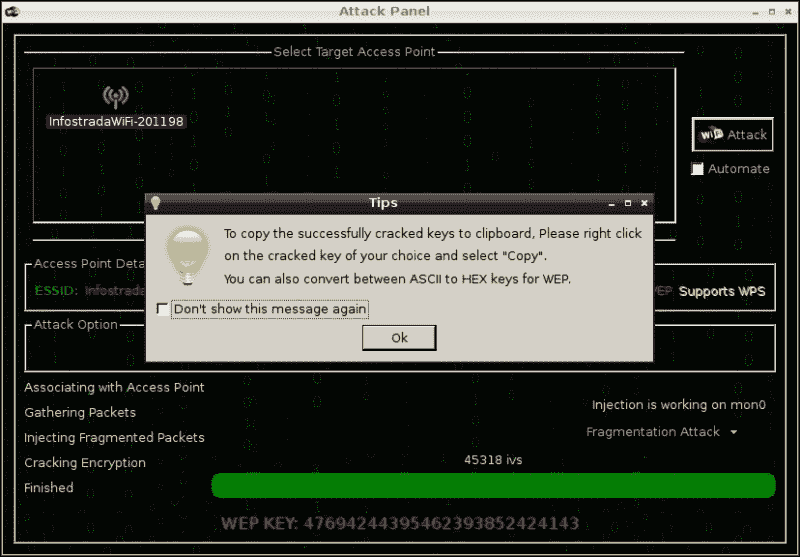 Attack Panel
Select Target Access Point
InfostradaWiFi-201198
WiFi Attack
Automate
Tips
To copy the successfully cracked keys to clipboard, Please right click
on the cracked key of your choice and select "Copy".
You can also convert between ASCII to HEX keys for WEP.
Don't show this message again
Ok
Access Point Deta
ESSID: Infostrada
EP Supports WPS
Attack Option
Associating with Access Point
Gathering Packets
Injection is working on mon0
Injecting Fragmented Packets
Fragmentation Attack
Cracking Encryption
45318 ivs
Finished
WEP KEY: 47694244395462393852424143